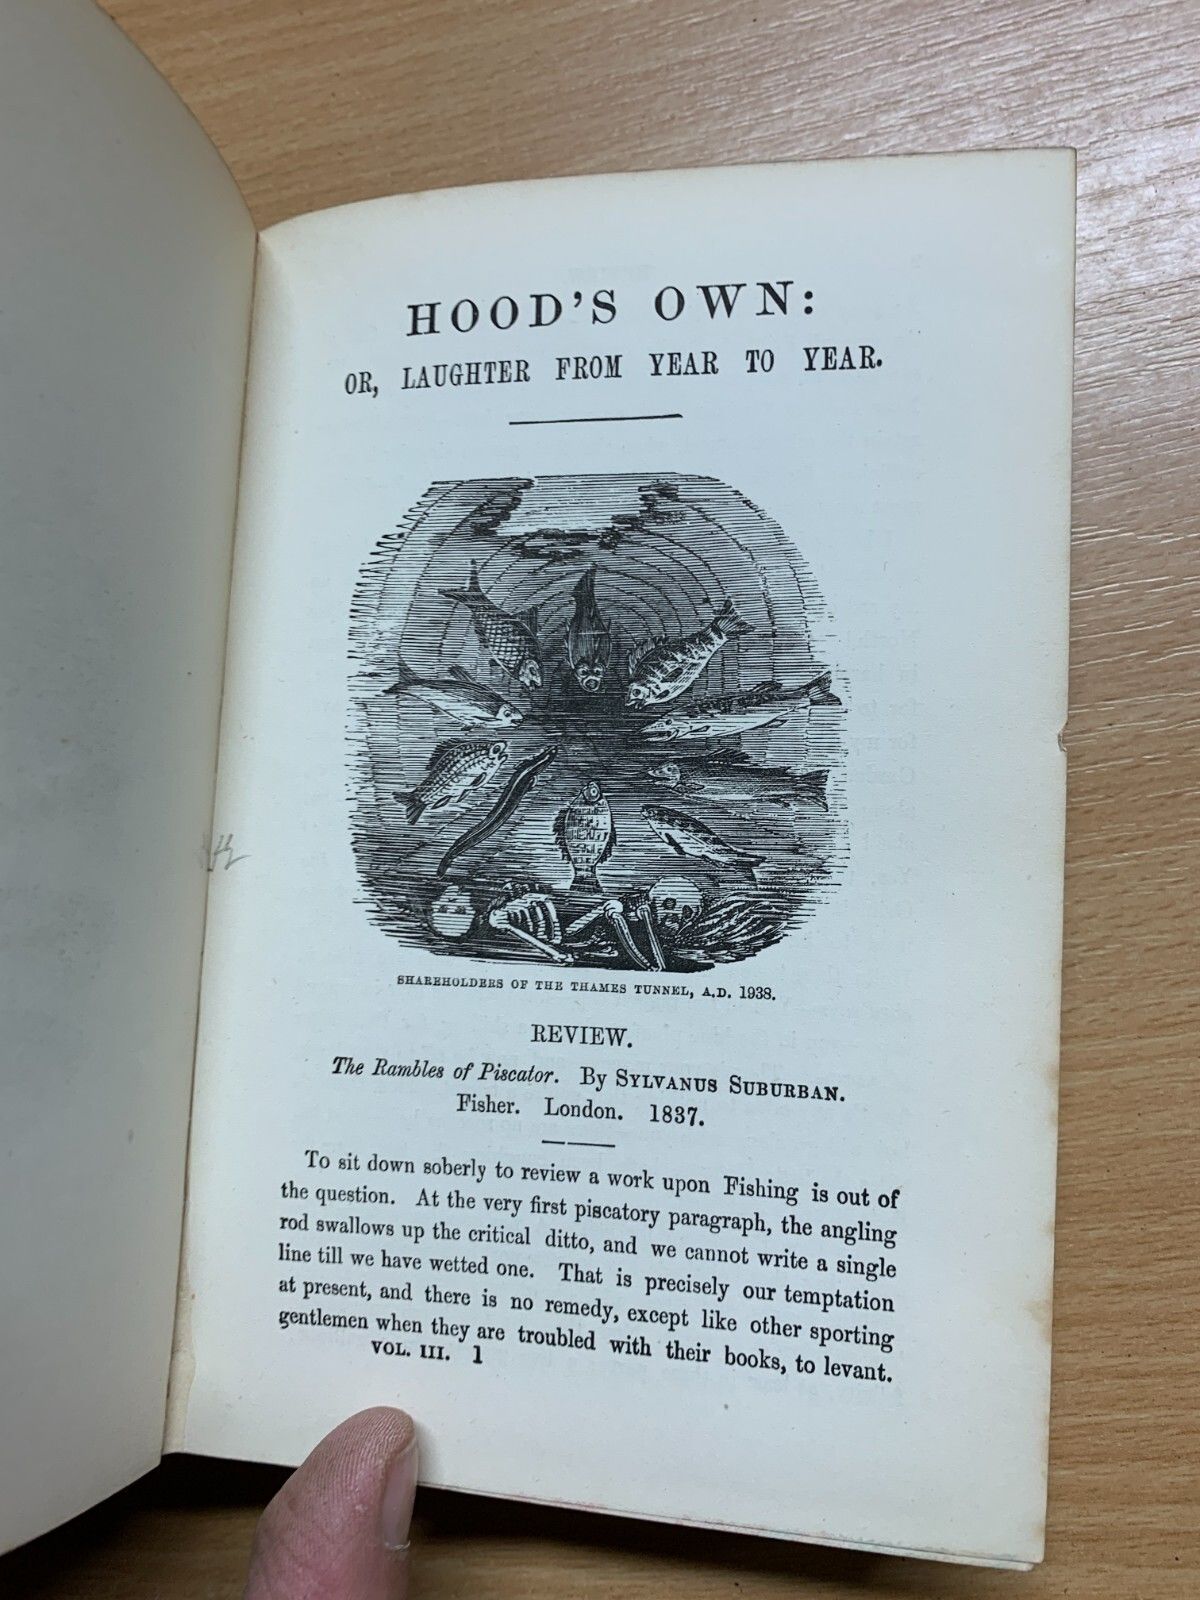 HOOD'S OWN:
OR, LAUGHTER FROM YEAR TO YEAR.
SHAREHOLDERS OF THE THAMES TUNNEL, A.D. 1938.
REVIEW.
The Rambles of Piscator. By SYLVANUS SUBURBAN.
Fisher. London. 1837.
To sit down soberly to review a work upon Fishing is out of
the question. At the very first piscatory paragraph, the angling
rod swallows up the critical ditto, and we cannot write a single
line till we have wetted one. That is precisely our temptation
at present, and there is no remedy, except like other sporting
gentlemen when they are troubled with their books, to levant.
VOL. III. 1